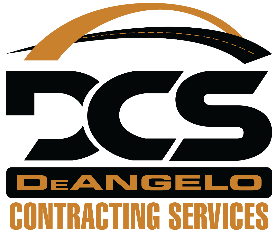 DCS
DEANGELO
CONTRACTING SERVICES